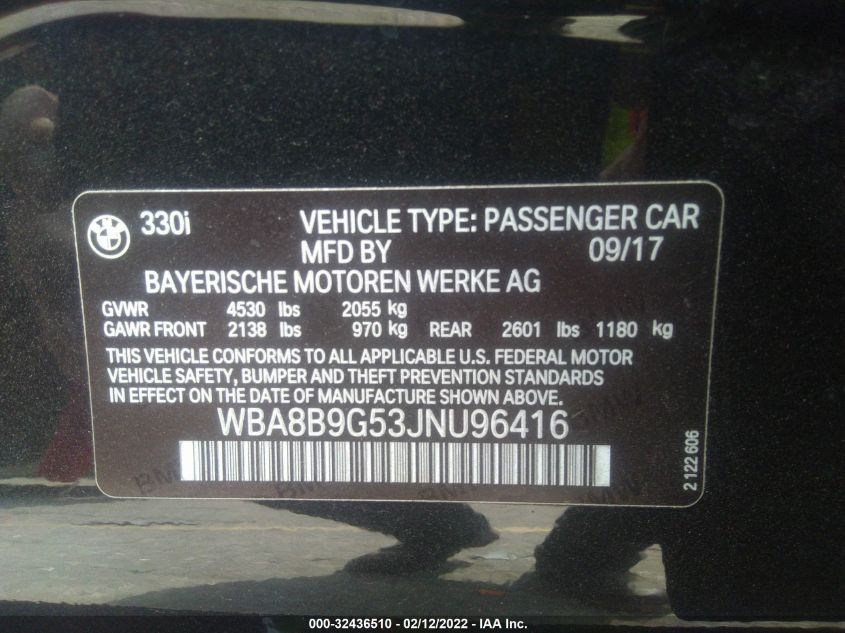 330i VEHICLE TYPE: PASSENGER CAR
MFD BY 09/17
BAYERISCHE MOTOREN WERKE AG
GVWR 4530 lbs 2055 kg
GAWR FRONT 2138 lbs 970 kg REAR 2601 lbs 1180 kg
THIS VEHICLE CONFORMS TO ALL APPLICABLE U.S. FEDERAL MOTOR
VEHICLE SAFETY, BUMPER AND THEFT PREVENTION STANDARDS
IN EFFECT ON THE DATE OF MANUFACTURE SHOWN ABOVE.
WBA8B9G53JNU96416
2 122 606
000-32436510 - 02/12/2022 - IAA Inc.